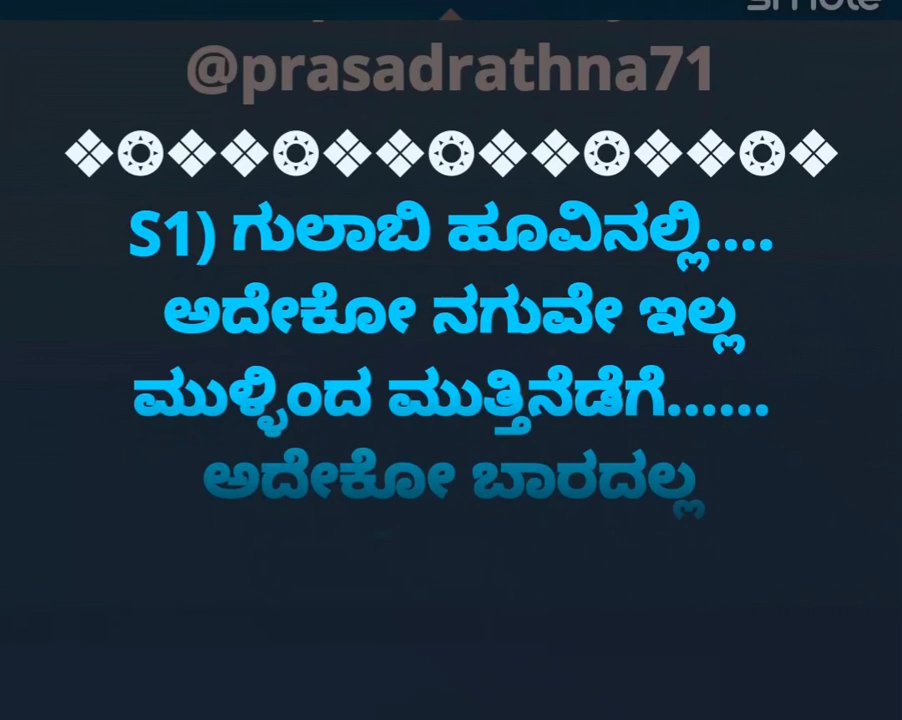 @prasadrathna71
❖❂❖❖❂❖❖❂❖❖❂❖❖❂❖
S1) ಗುಲಾಬಿ ಹೂವಿನಲ್ಲಿ....
ಅದೇಕೋ ನಗುವೇ ಇಲ್ಲ
ಮುಳ್ಳಿಂದ ಮುತ್ತಿನೆಡೆಗೆ......
ಅದೇಕೋ ಬಾರದಲ್ಲ